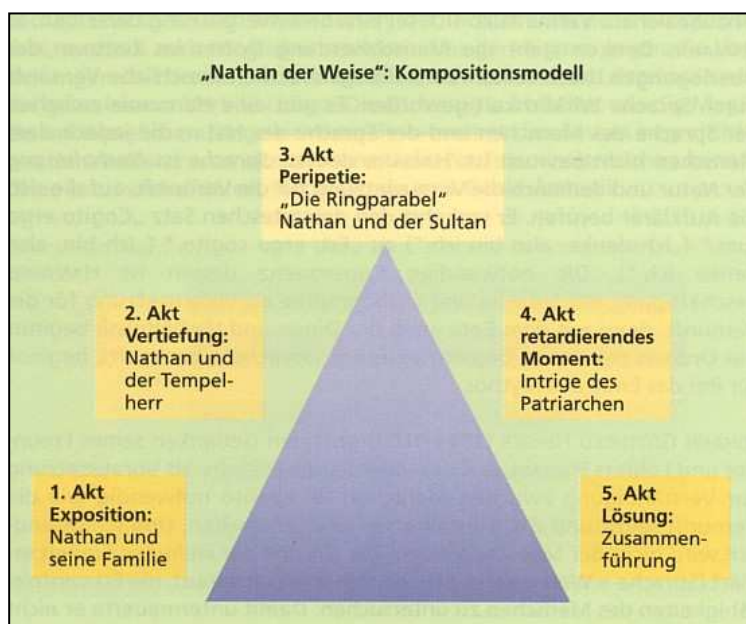 „Nathan der Weise“: Kompositionsmodell
3. Akt
Peripetie:
„Die Ringparabel“
Nathan und der Sultan
2. Akt
Vertiefung:
Nathan und
der Tempel-
herr
4. Akt
retardierendes
Moment:
Intrige des
Patriarchen
1. Akt
Exposition:
Nathan und
seine Familie
5. Akt
Lösung:
Zusammen-
führung